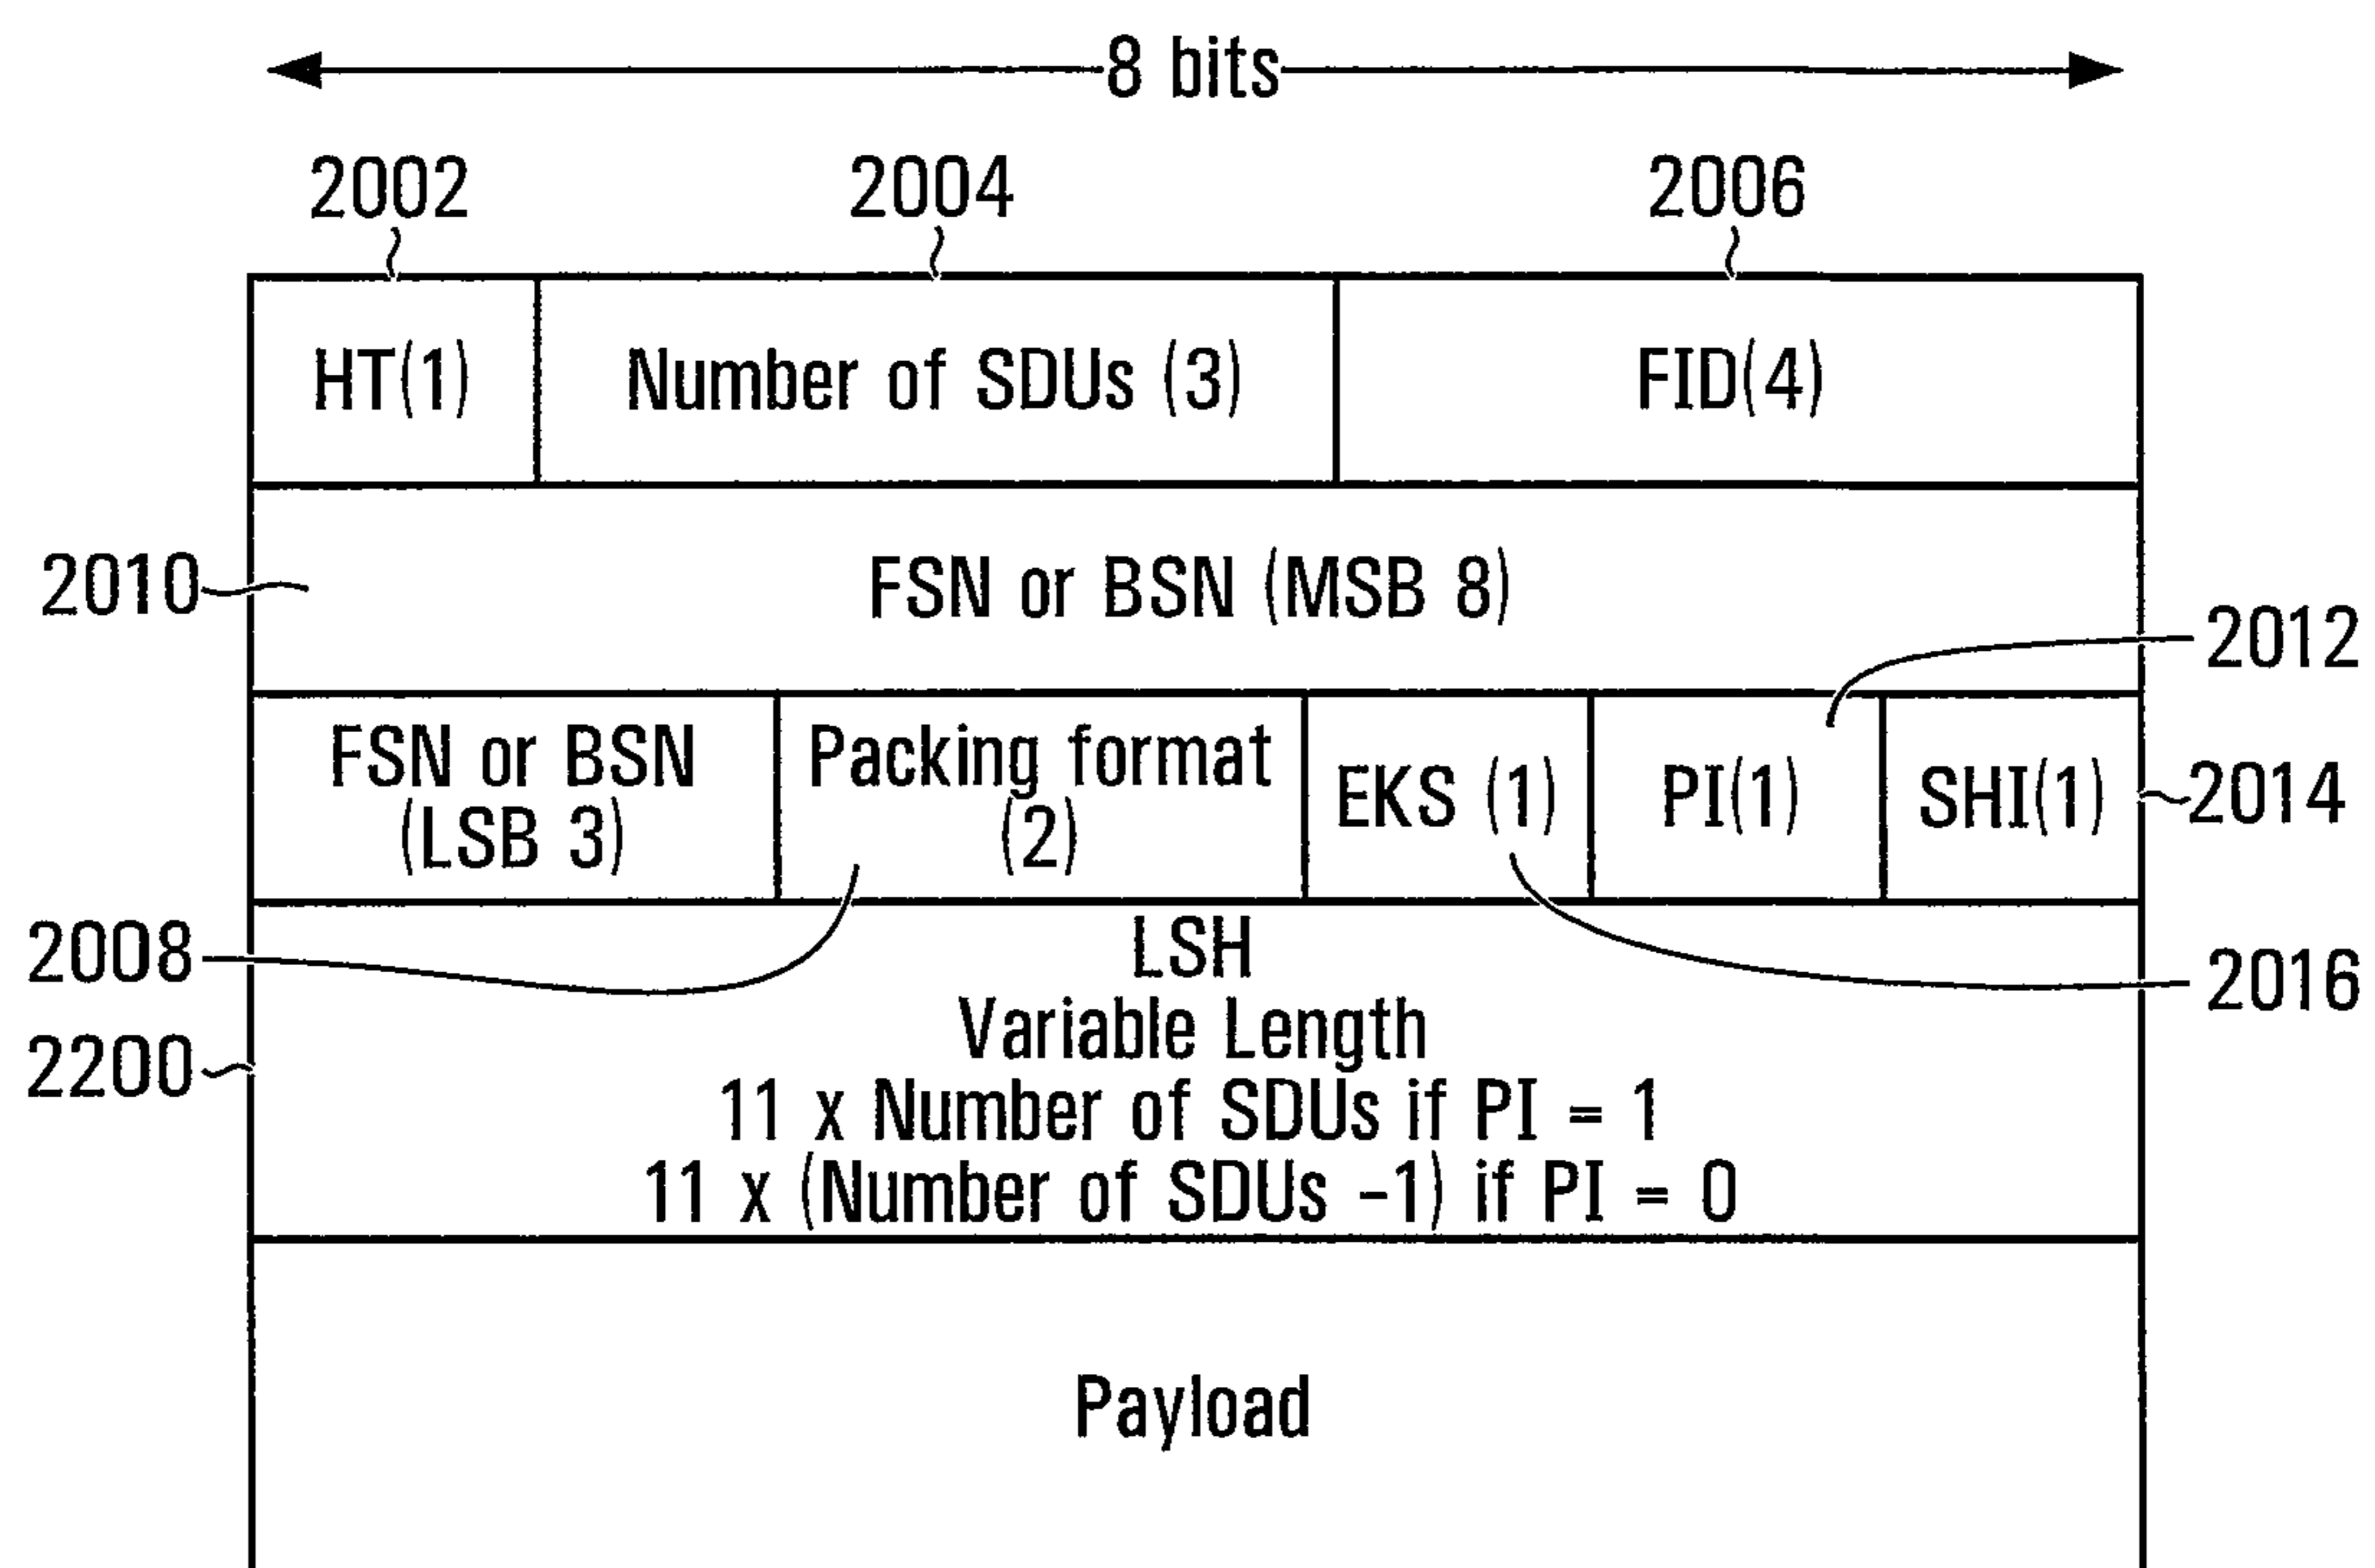 8 bits
2002 2004 2006
HT(1) Number of SDUs (3) FID(4)
2010 FSN or BSN (MSB 8)
2012
FSN or BSN (LSB 3)
Packing format (2)
EKS (1) PI(1) SHI(1) 2014
2008 LSH
Variable Length
2016
2200
11 x Number of SDUs if PI = 1
11 x (Number of SDUs -1) if PI = 0
Payload